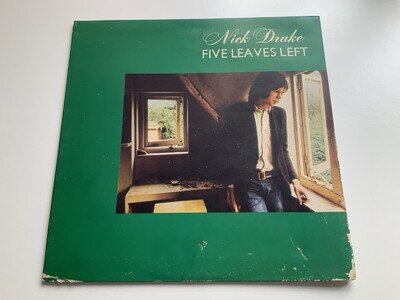 Nick Drake
FIVE LEAVES LEFT